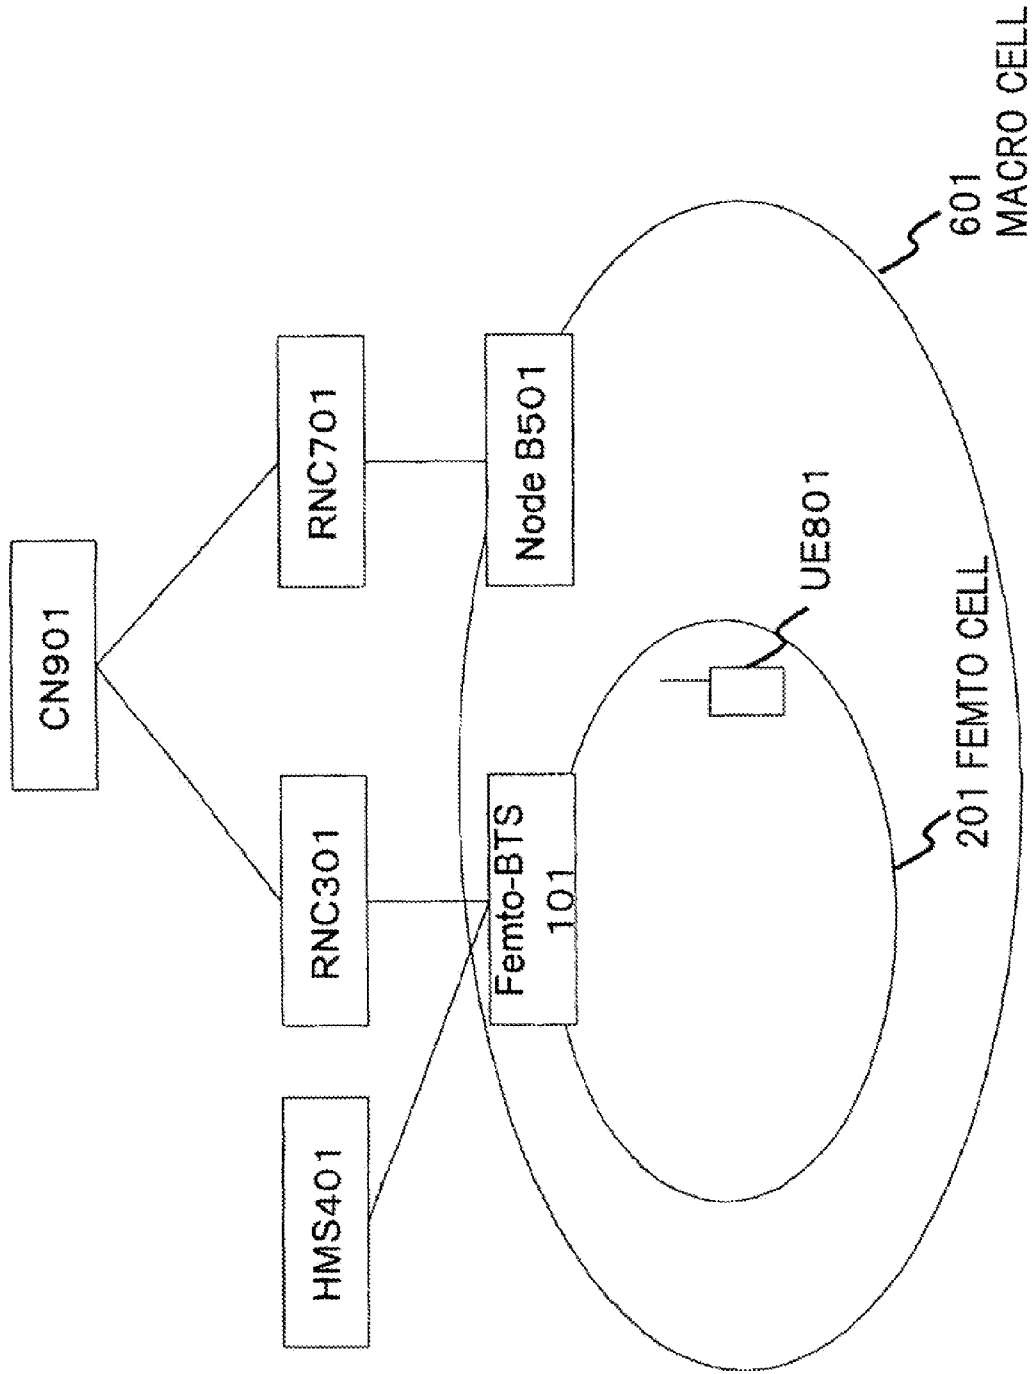 CN901
HMS401
RNC301
RNC701
Femto-BTS
101
Node B501
UE801
201 FEMTO CELL
601
MACRO CELL